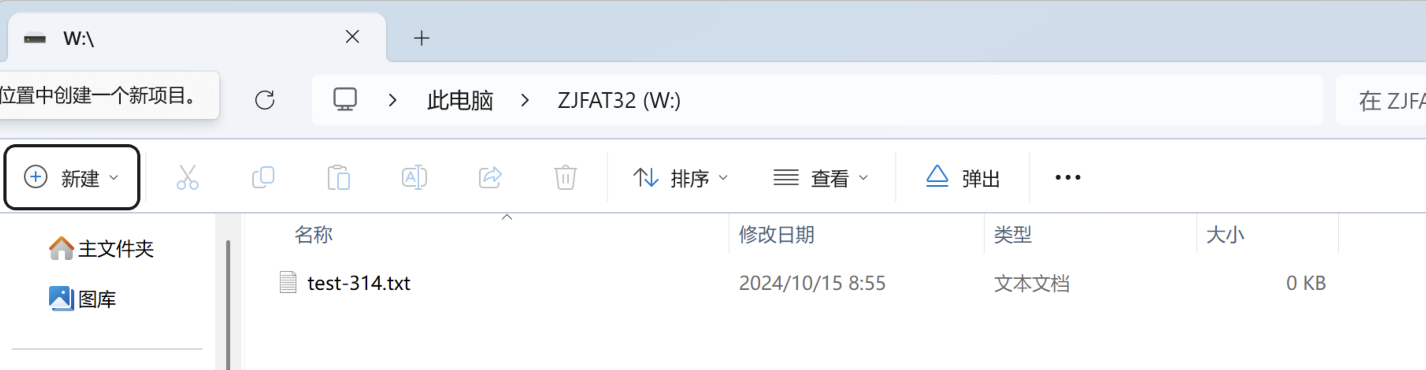 W:\
位置中创建一个新项目。
此电脑 ZJFAT32 (W:)
在 ZJFA
新建 排序 查看 弹出
名称 修改日期 类型 大小
主文件夹
test-314.txt 2024/10/15 8:55 文本文档 0 KB
图库